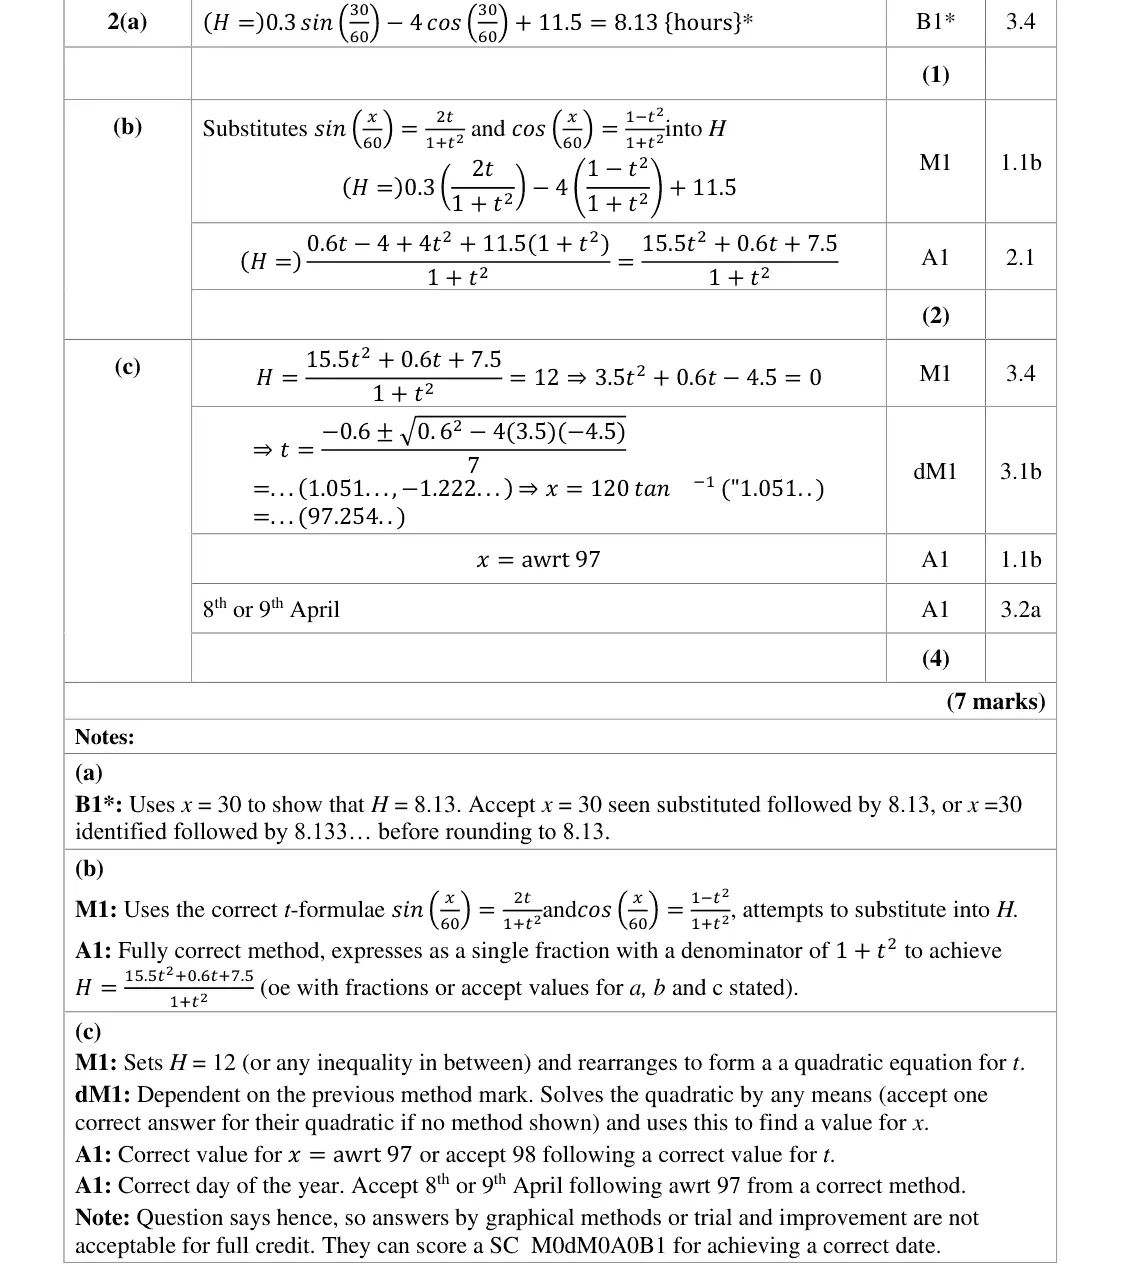 2(a) (H =)0.3 sin (30/60) − 4 cos (30/60) + 11.5 = 8.13 {hours}* B1* 3.4
(1)
(b) Substitutes sin (x/60) = 2t/(1+t²) and cos (x/60) = (1−t²)/(1+t²) into H
(H =)0.3 (2t/(1 + t²)) − 4 ((1 − t²)/(1 + t²)) + 11.5 M1 1.1b
(H =) (0.6t − 4 + 4t² + 11.5(1 + t²))/(1 + t²) = (15.5t² + 0.6t + 7.5)/(1 + t²) A1 2.1
(2)
(c) H = (15.5t² + 0.6t + 7.5)/(1 + t²) = 12 ⇒ 3.5t² + 0.6t − 4.5 = 0 M1 3.4
⇒ t = (−0.6 ± √(0.6² − 4(3.5)(−4.5)))/7
=...(1.051..., −1.222...) ⇒ x = 120 tan ⁻¹ ("1.051..) dM1 3.1b
=...(97.254..)
x = awrt 97 A1 1.1b
8th or 9th April A1 3.2a
(4)
(7 marks)
Notes:
(a)
B1*: Uses x = 30 to show that H = 8.13. Accept x = 30 seen substituted followed by 8.13, or x =30
identified followed by 8.133… before rounding to 8.13.
(b)
M1: Uses the correct t-formulae sin (x/60) = 2t/(1+t²) and cos (x/60) = (1−t²)/(1+t²), attempts to substitute into H.
A1: Fully correct method, expresses as a single fraction with a denominator of 1 + t² to achieve
H = (15.5t²+0.6t+7.5)/(1+t²) (oe with fractions or accept values for a, b and c stated).
(c)
M1: Sets H = 12 (or any inequality in between) and rearranges to form a a quadratic equation for t.
dM1: Dependent on the previous method mark. Solves the quadratic by any means (accept one
correct answer for their quadratic if no method shown) and uses this to find a value for x.
A1: Correct value for x = awrt 97 or accept 98 following a correct value for t.
A1: Correct day of the year. Accept 8th or 9th April following awrt 97 from a correct method.
Note: Question says hence, so answers by graphical methods or trial and improvement are not
acceptable for full credit. They can score a SC M0dM0A0B1 for achieving a correct date.